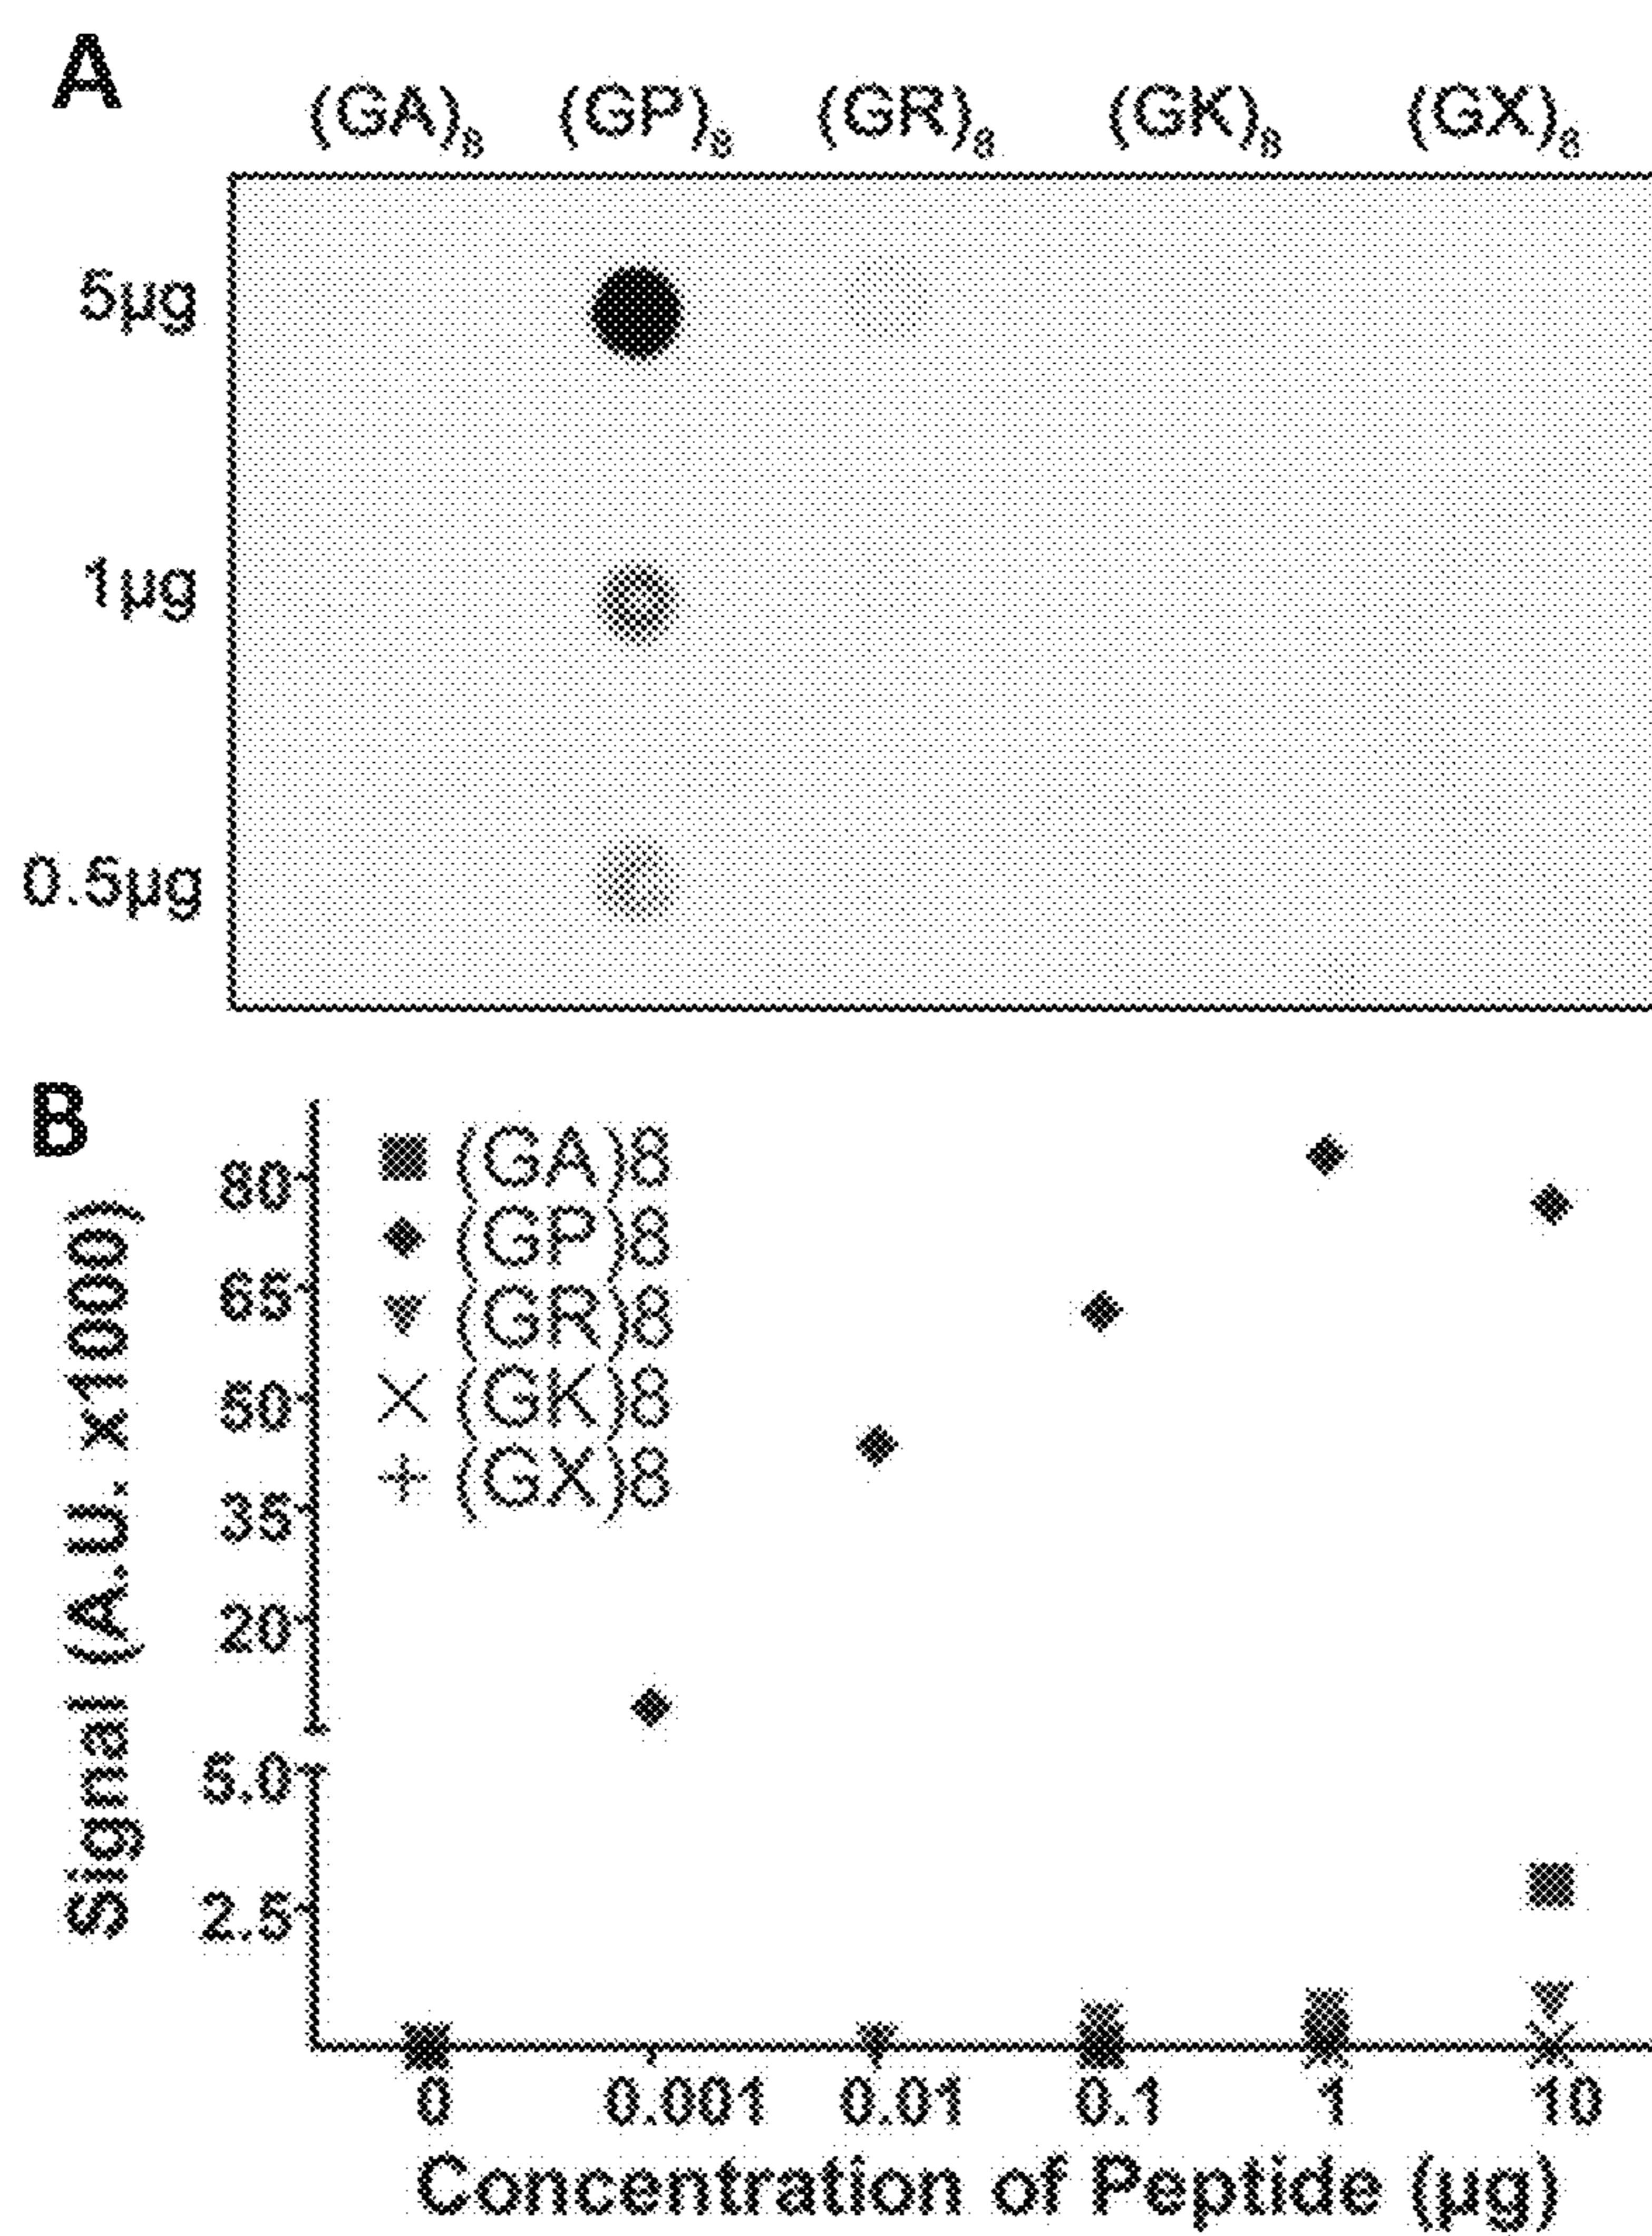 A
(GA)8 (GP)8 (GR)8 (GK)8 (GX)8
5µg
1µg
0.5µg
B
Signal (A.U. x1000)
80
65
50
35
20
5.0
2.5
(GA)8
(GP)8
(GR)8
(GK)8
(GX)8
0 0.001 0.01 0.1 1 10
Concentration of Peptide (µg)